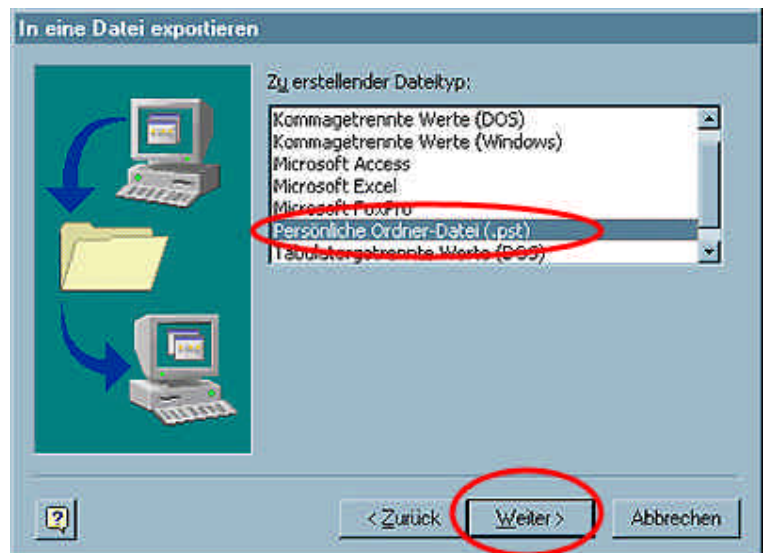 In eine Datei exportieren
Zu erstellender Dateityp:
Kommagetrennte Werte (DOS)
Kommagetrennte Werte (Windows)
Microsoft Access
Microsoft Excel
Microsoft FoxPro
Persönliche Ordner-Datei (.pst)
Tabulatorgetrennte Werte (DOS)
< Zurück
Weiter >
Abbrechen